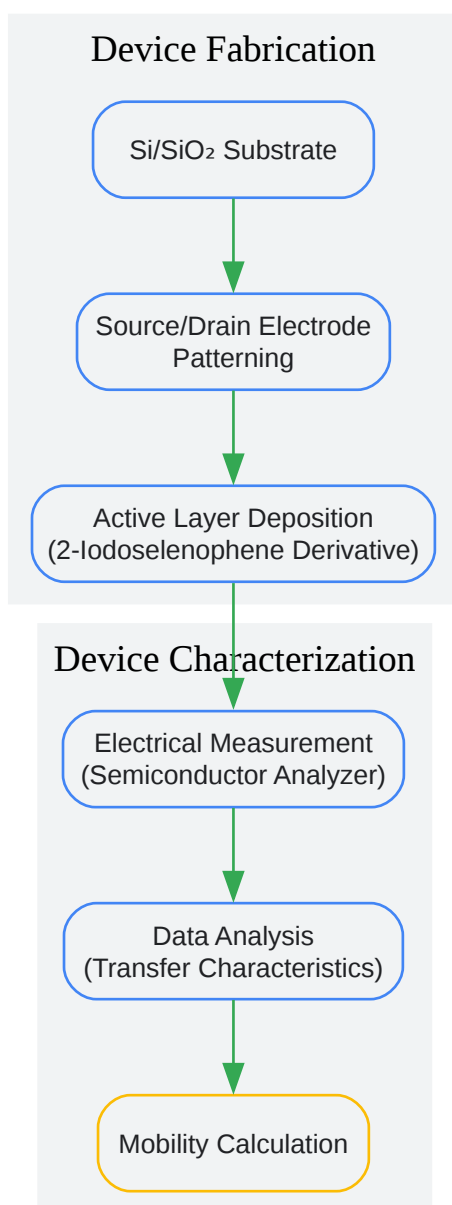 Device Fabrication
Si/SiO₂ Substrate
Source/Drain Electrode
Patterning
Active Layer Deposition
(2-Iodoselenophene Derivative)
Device Characterization
Electrical Measurement
(Semiconductor Analyzer)
Data Analysis
(Transfer Characteristics)
Mobility Calculation